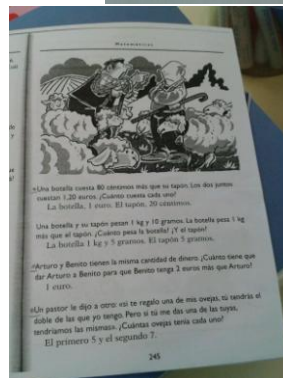 MATEMÁTICAS
Una botella cuesta 80 céntimos más que su tapón. Los dos juntos
cuestan 1,20 euros. ¿Cuánto cuesta cada uno?
La botella, 1 euro. El tapón, 20 céntimos.
Una botella y su tapón pesan 1 kg y 10 gramos. La botella pesa 1 kg
más que el tapón. ¿Cuánto pesa la botella? ¿Y el tapón?
La botella 1 kg y 5 gramos. El tapón 5 gramos.
Arturo y Benito tienen la misma cantidad de dinero. ¿Cuánto tiene que
dar Arturo a Benito para que Benito tenga 2 euros más que Arturo?
1 euro.
Un pastor le dijo a otro: «si te regalo una de mis ovejas, tú tendrás el
doble de las que yo tengo. Pero si tú me das una de las tuyas,
tendríamos las mismas». ¿Cuántas ovejas tenía cada uno?
El primero 5 y el segundo 7.
245